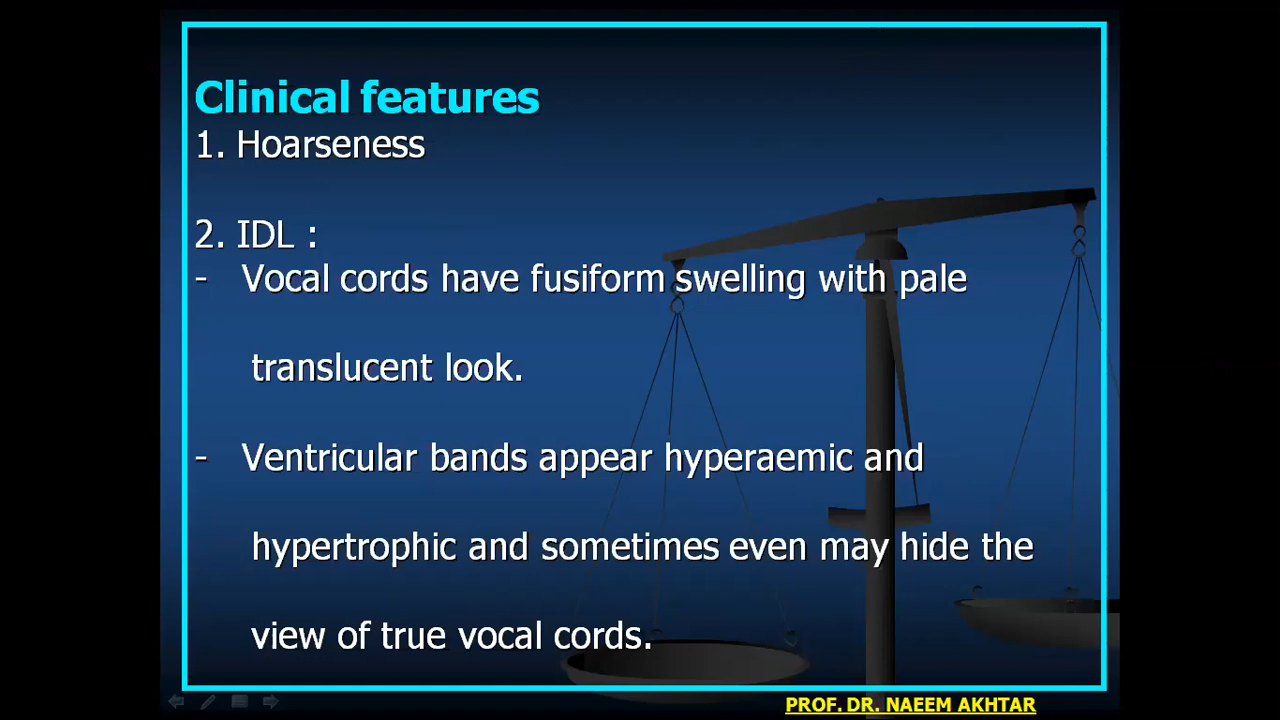 Clinical features
1. Hoarseness
2. IDL :
- Vocal cords have fusiform swelling with pale
translucent look.
- Ventricular bands appear hyperaemic and
hypertrophic and sometimes even may hide the
view of true vocal cords.
PROF. DR. NAEEM AKHTAR